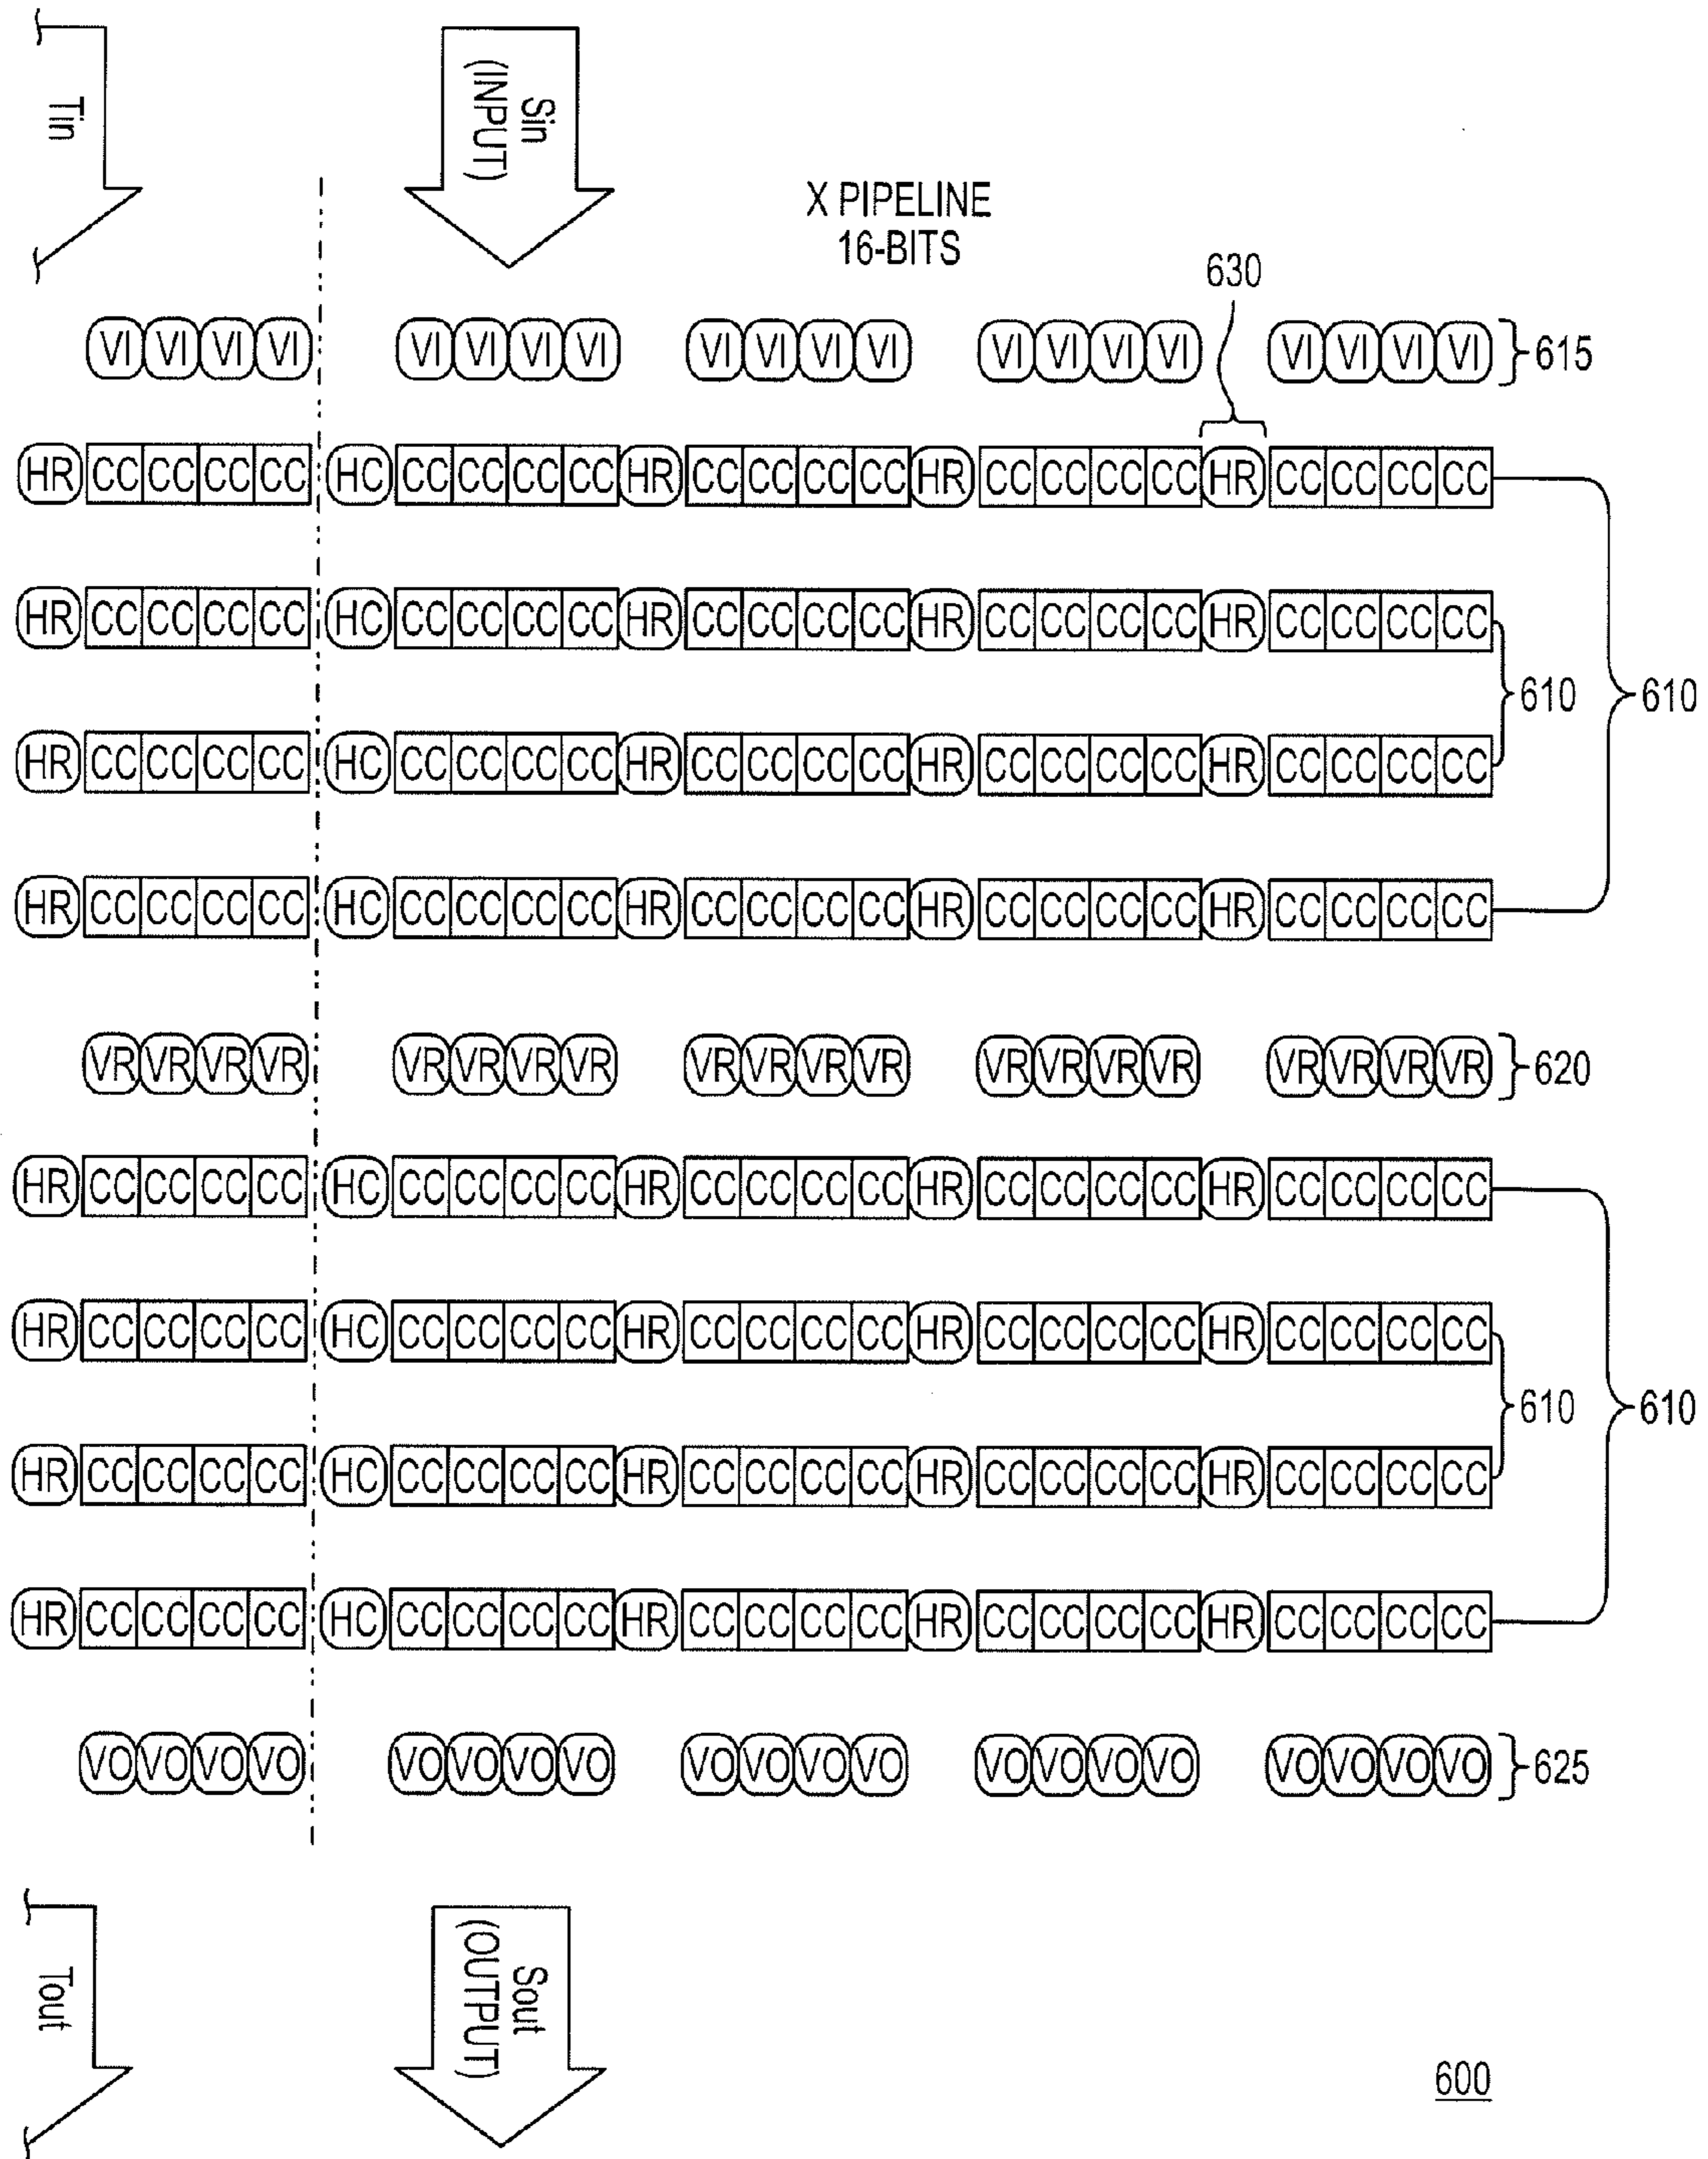 Tin
Sin
(INPUT)
X PIPELINE
16-BITS
630
VI VI VI VI VI VI VI VI VI VI VI VI VI VI VI VI VI VI VI VI 615
HR CC CC CC CC HC CC CC CC CC HR CC CC CC CC HR CC CC CC CC HR CC CC CC CC
HR CC CC CC CC HC CC CC CC CC HR CC CC CC CC HR CC CC CC CC HR CC CC CC CC
610 610
HR CC CC CC CC HC CC CC CC CC HR CC CC CC CC HR CC CC CC CC HR CC CC CC CC
HR CC CC CC CC HC CC CC CC CC HR CC CC CC CC HR CC CC CC CC HR CC CC CC CC
VR VR VR VR VR VR VR VR VR VR VR VR VR VR VR VR VR VR VR VR 620
HR CC CC CC CC HC CC CC CC CC HR CC CC CC CC HR CC CC CC CC HR CC CC CC CC
HR CC CC CC CC HC CC CC CC CC HR CC CC CC CC HR CC CC CC CC HR CC CC CC CC
610 610
HR CC CC CC CC HC CC CC CC CC HR CC CC CC CC HR CC CC CC CC HR CC CC CC CC
HR CC CC CC CC HC CC CC CC CC HR CC CC CC CC HR CC CC CC CC HR CC CC CC CC
VO VO VO VO VO VO VO VO VO VO VO VO VO VO VO VO VO VO VO VO 625
Tout
Sout
(OUTPUT)
600